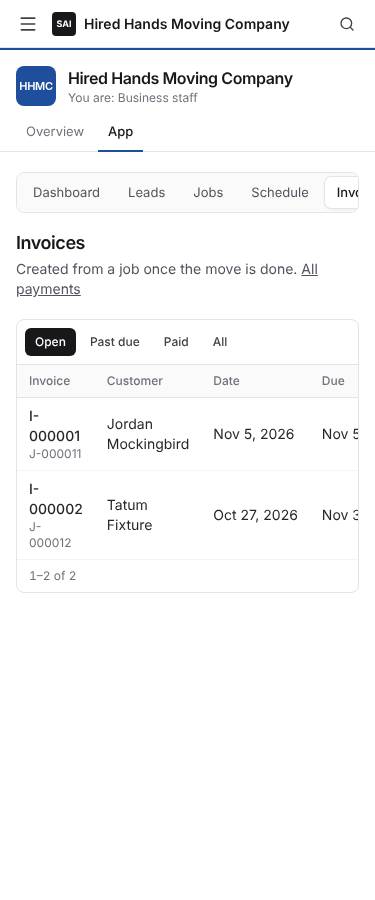 SAI
Hired Hands Moving Company
HHMC
Hired Hands Moving Company
You are: Business staff
Overview App
Dashboard Leads Jobs Schedule Invo
Invoices
Created from a job once the move is done. All
payments
Open Past due Paid All
Invoice Customer Date Due
I-
000001
J-000011
Jordan
Mockingbird
Nov 5, 2026
Nov 5
I-
000002
J-
000012
Tatum
Fixture
Oct 27, 2026
Nov 3
1–2 of 2